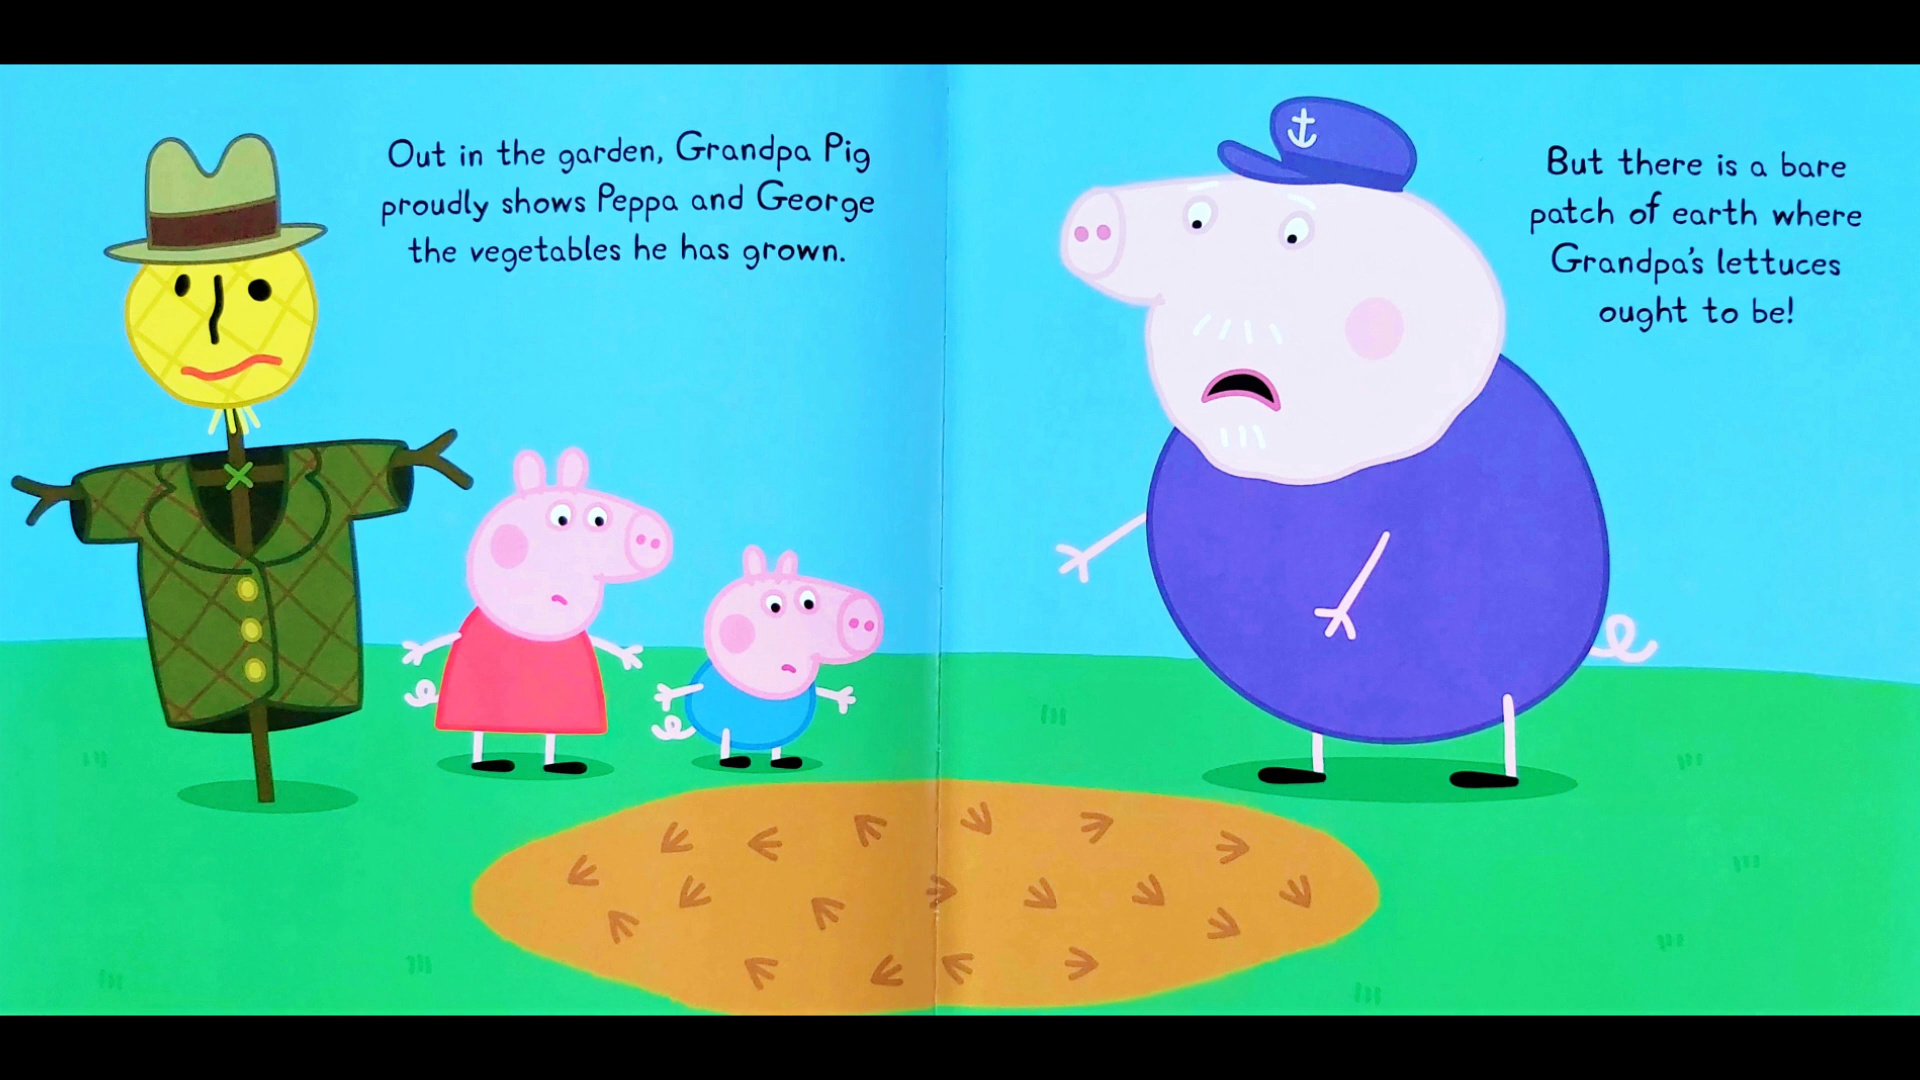 Out in the garden, Grandpa Pig
proudly shows Peppa and George
the vegetables he has grown.
But there is a bare
patch of earth where
Grandpa's lettuces
ought to be!